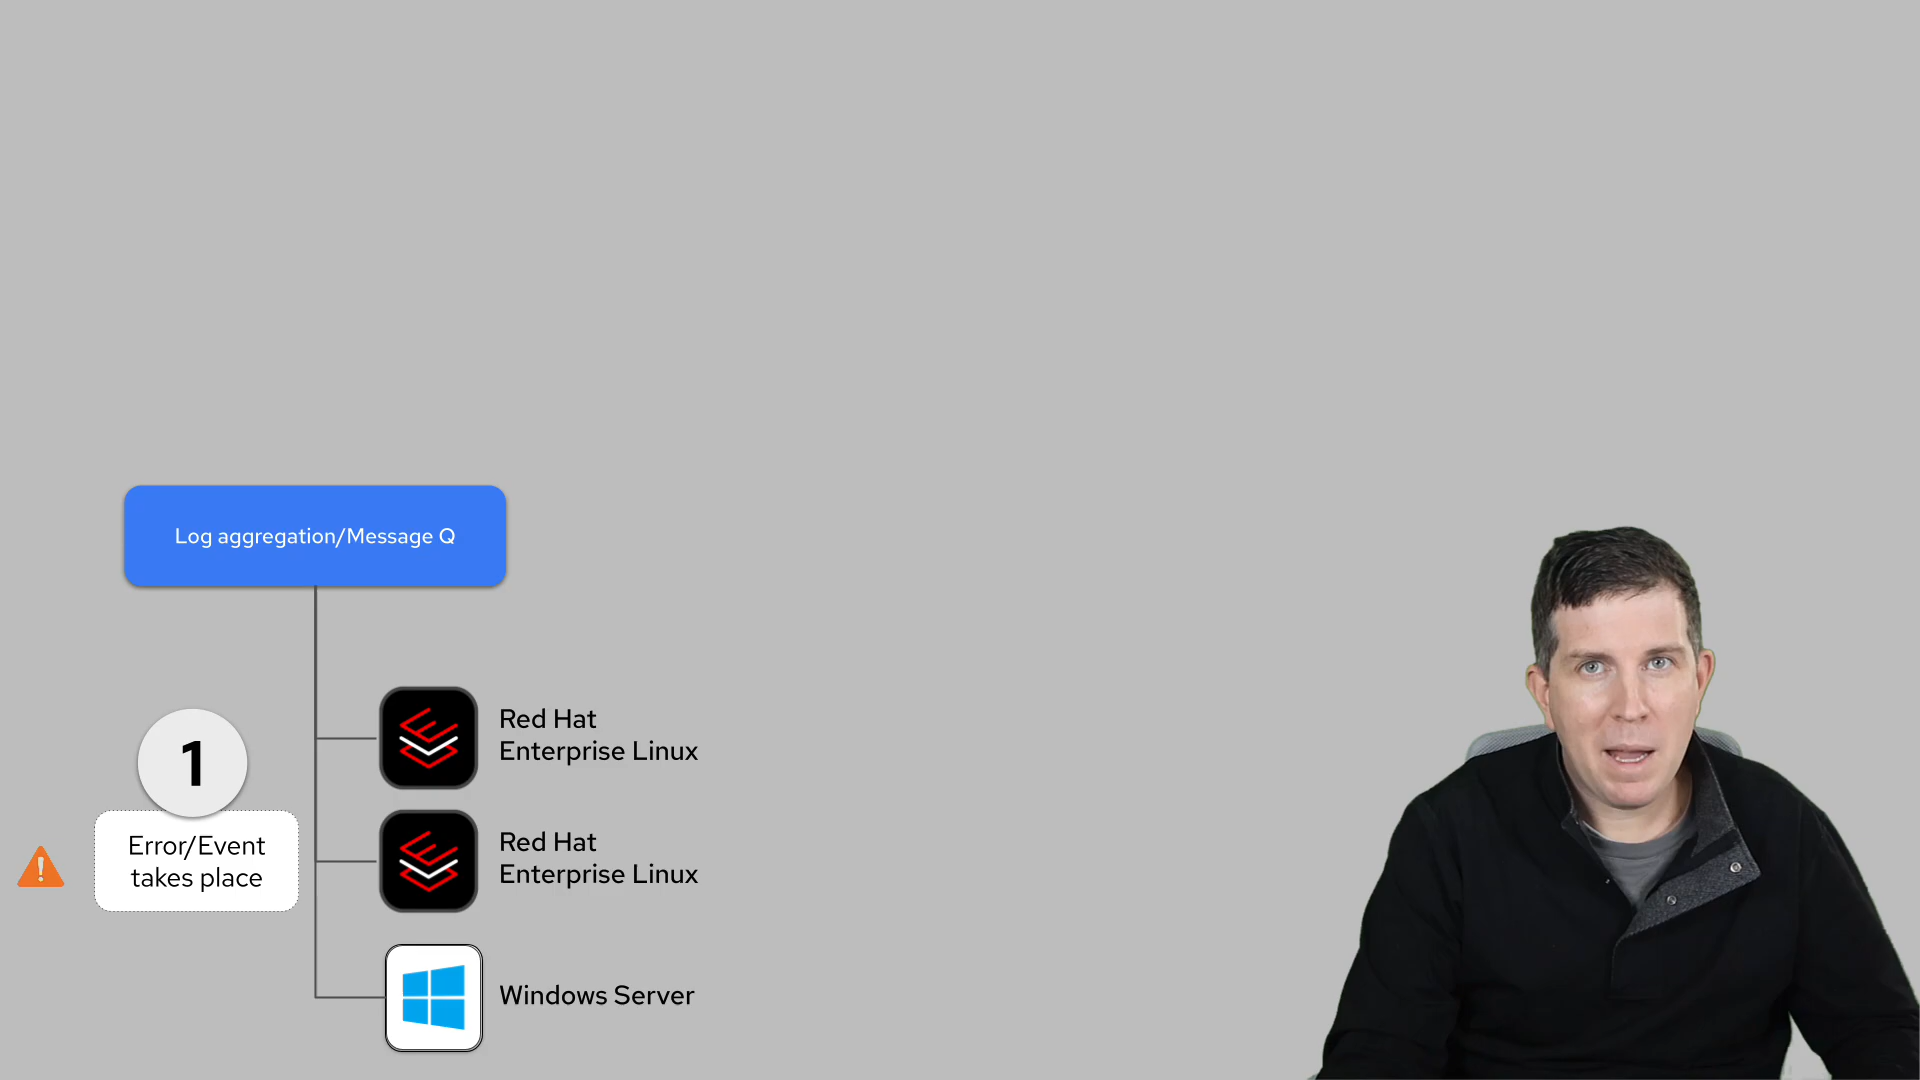 Log aggregation/Message Q
Red Hat
Enterprise Linux
1
Error/Event
takes place
Red Hat
Enterprise Linux
Windows Server